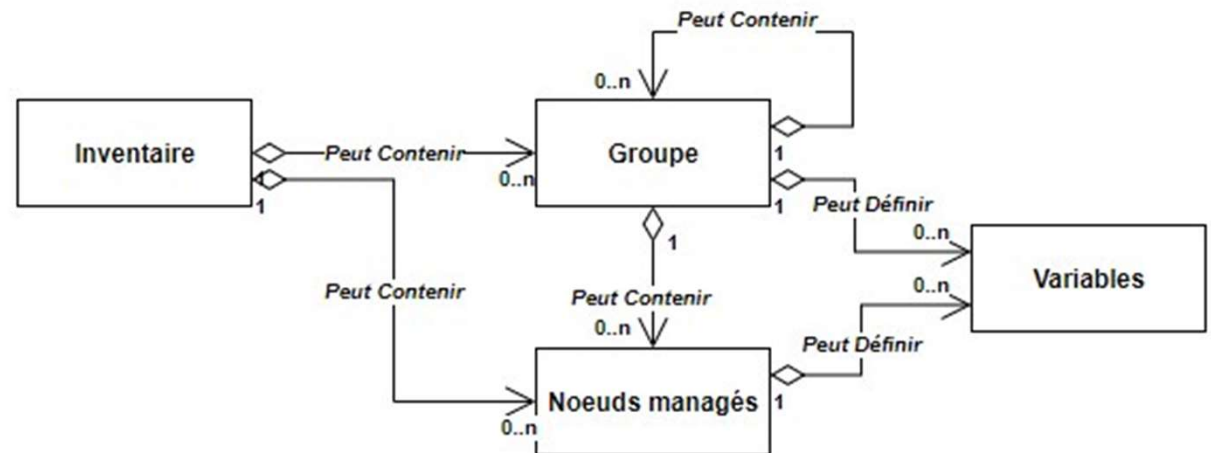 Peut Contenir
0..n
Inventaire
Peut Contenir
Groupe
1
1
0..n
1
1
Peut Définir
1
0..n
Variables
Peut Contenir
Peut Contenir
0..n
0..n
Peut Définir
Noeuds managés
1
0..n